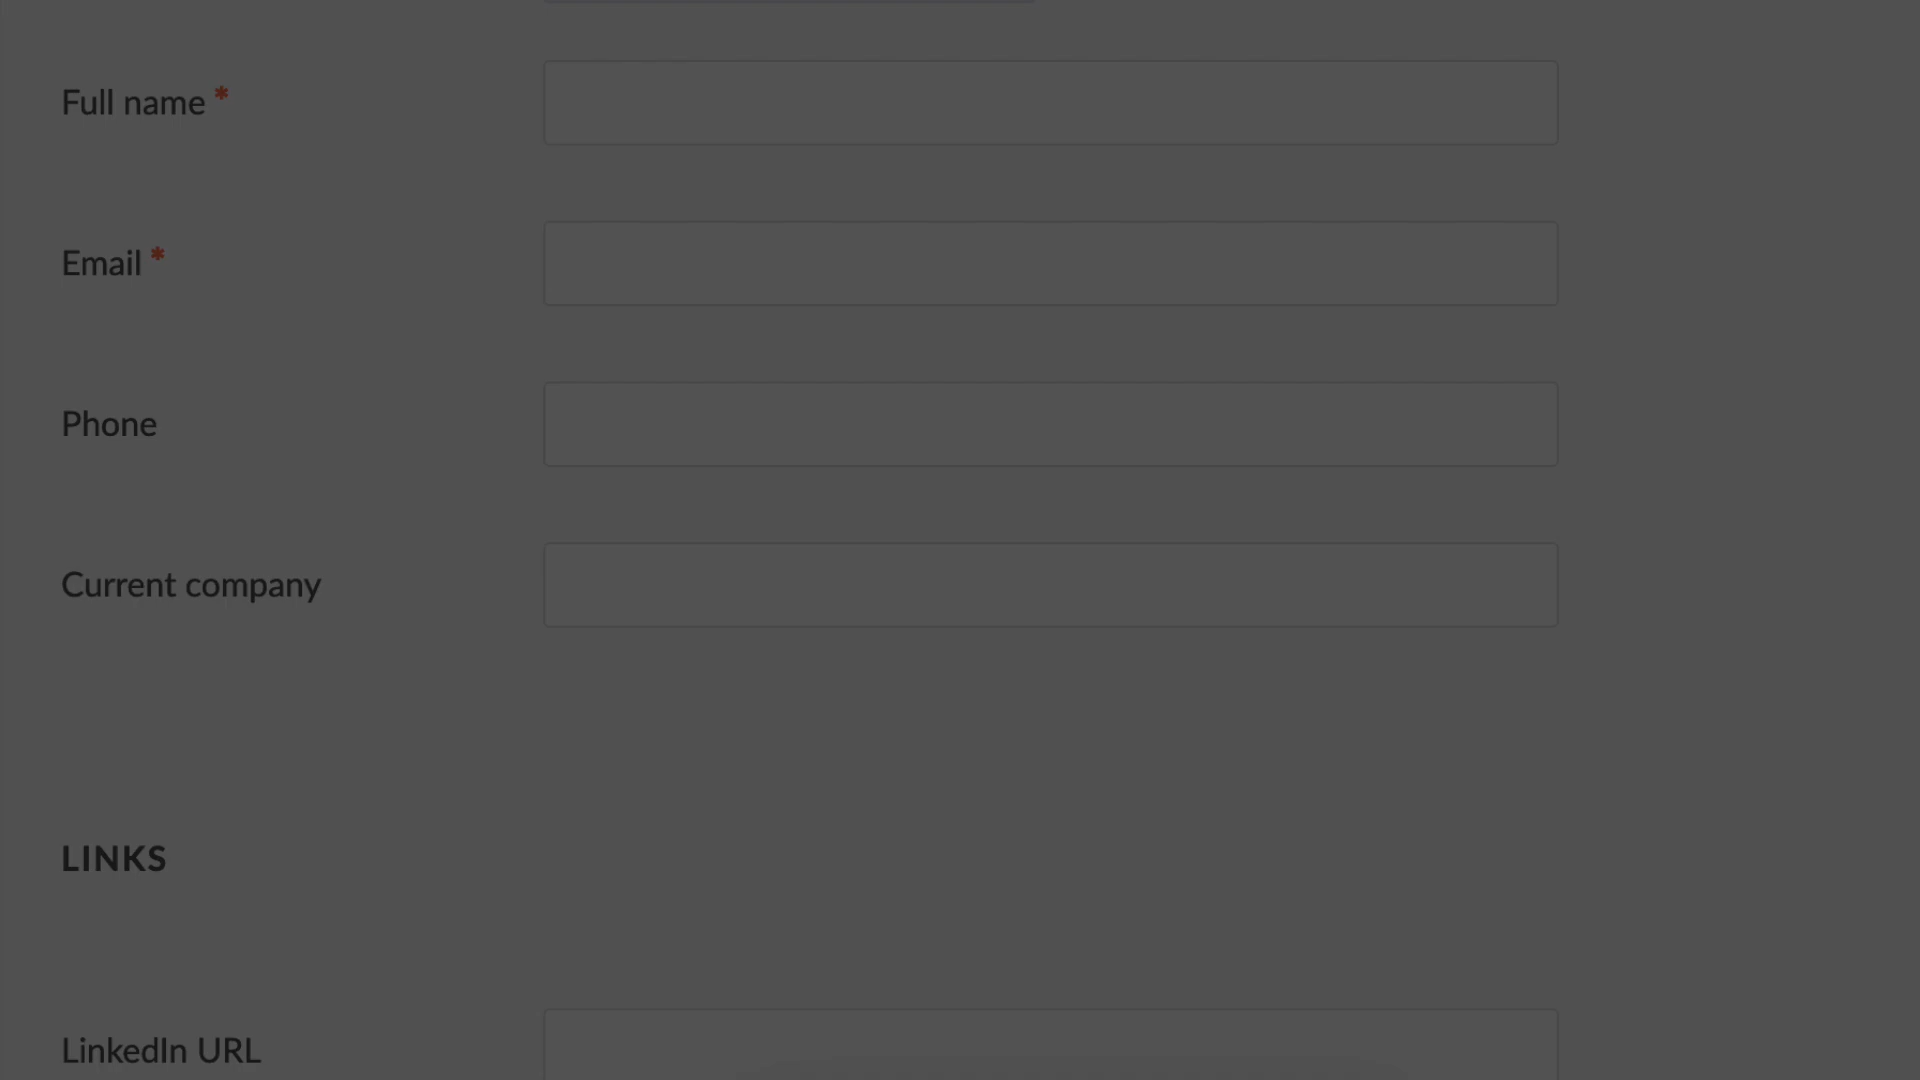 Full name *
Email *
Phone
Current company
LINKS
LinkedIn URL